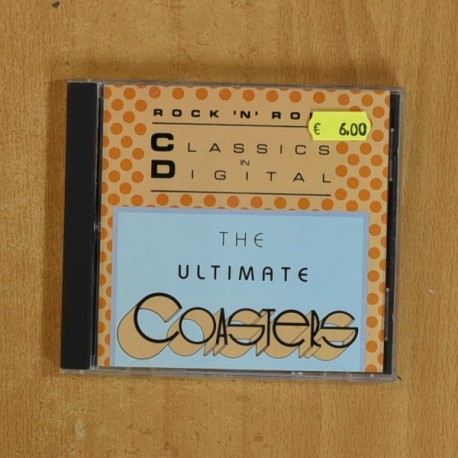 ROCK 'N' RO
€ 6.00
CLASSICS
IN
DIGITAL
THE
ULTIMATE
COASTERS